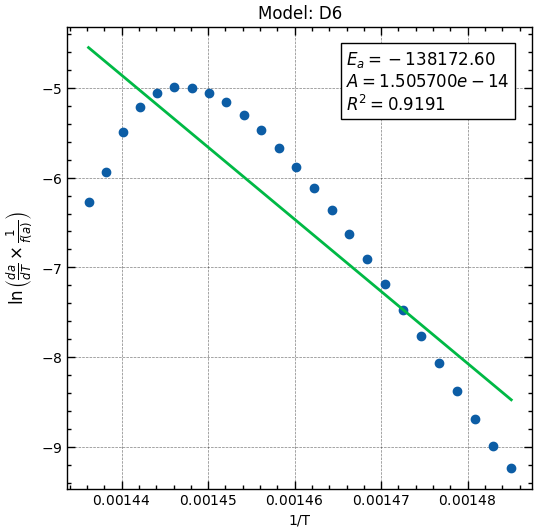 Model: D6
E_a = −138172.60
A = 1.505700e − 14
R² = 0.9191
−5
−6
−7
−8
−9
ln (da/dT × 1/f(a))
0.00144 0.00145 0.00146 0.00147 0.00148
1/T